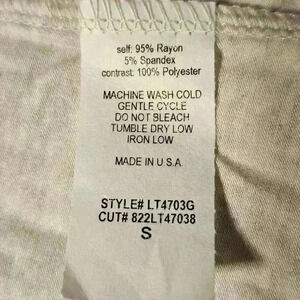 self: 95% Rayon
5% Spandex
contrast: 100% Polyester
MACHINE WASH COLD
GENTLE CYCLE
DO NOT BLEACH
TUMBLE DRY LOW
IRON LOW
MADE IN U.S.A.
STYLE# LT4703G
CUT# 822LT47038
S